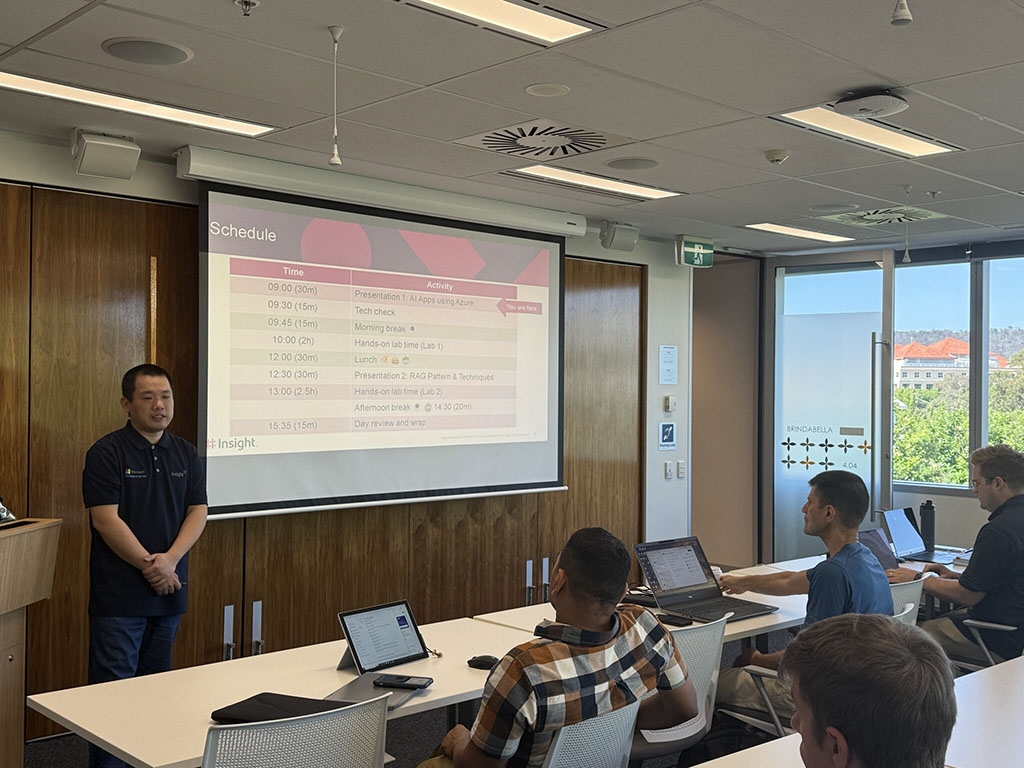 Schedule
Time Activity
09:00 (30m) Presentation 1: AI Apps using Azure
You are here
09:30 (15m) Tech check
09:45 (15m) Morning break
10:00 (2h) Hands-on lab time (Lab 1)
12:00 (30m) Lunch
12:30 (30m) Presentation 2: RAG Pattern & Techniques
13:00 (2.5h) Hands-on lab time (Lab 2)
Afternoon break @ 14:30 (20m)
15:35 (15m) Day review and wrap
Insight.
Microsoft
Insight
BRINDABELLA
4.04